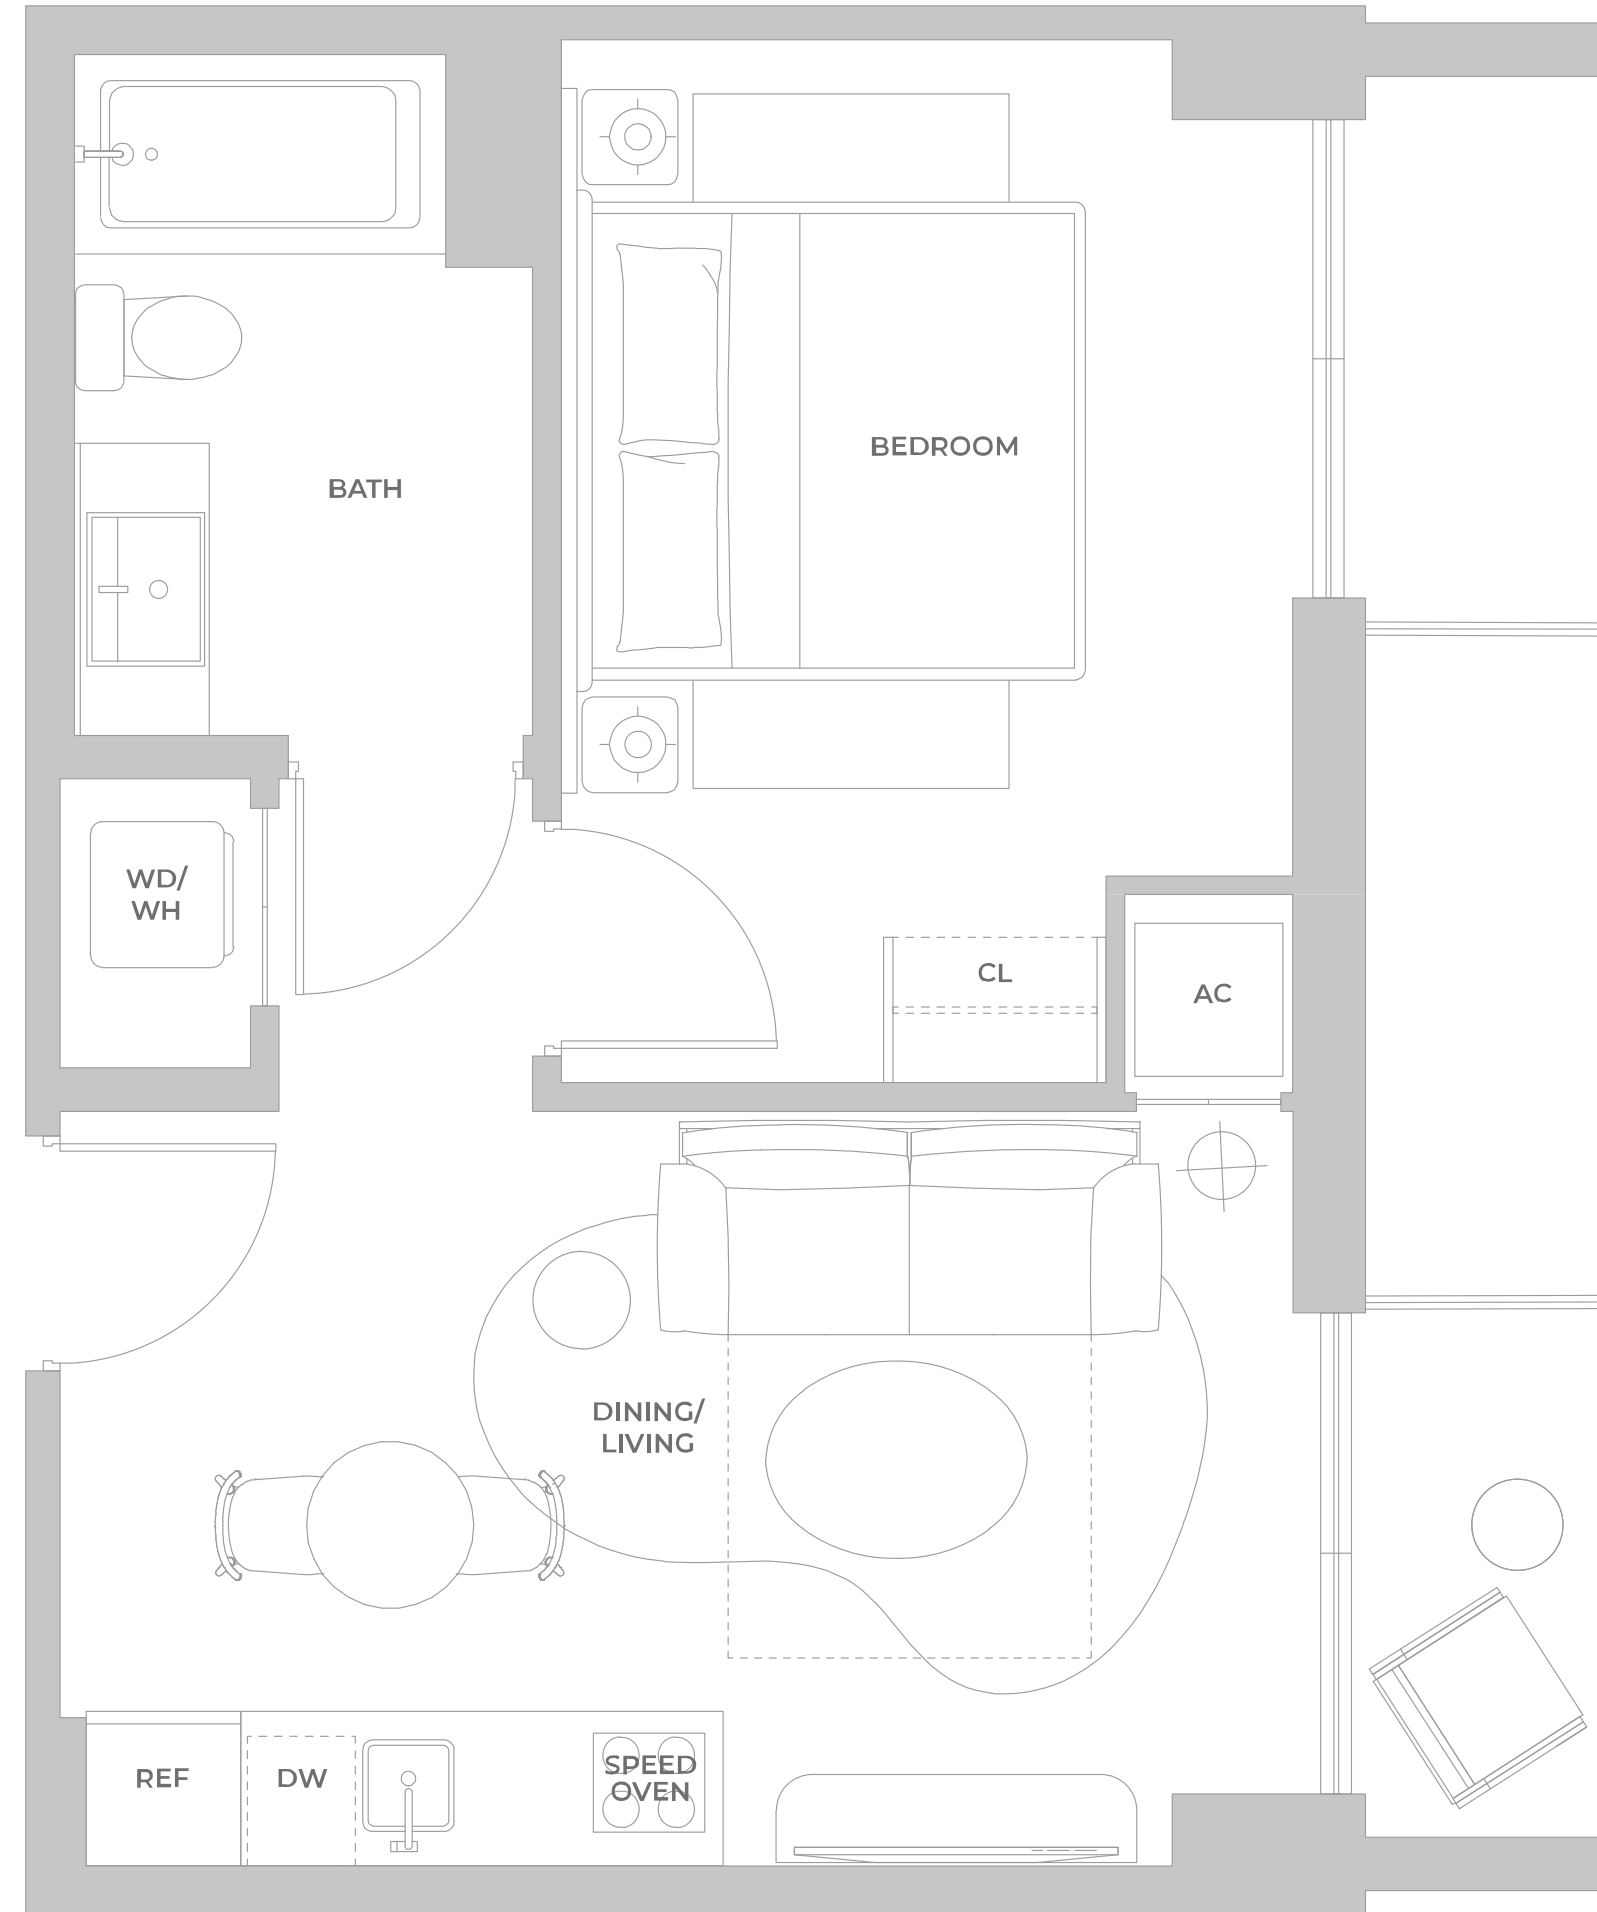 BEDROOM
BATH
WD/
WH
CL
AC
DINING/
LIVING
REF
DW
SPEED
OVEN